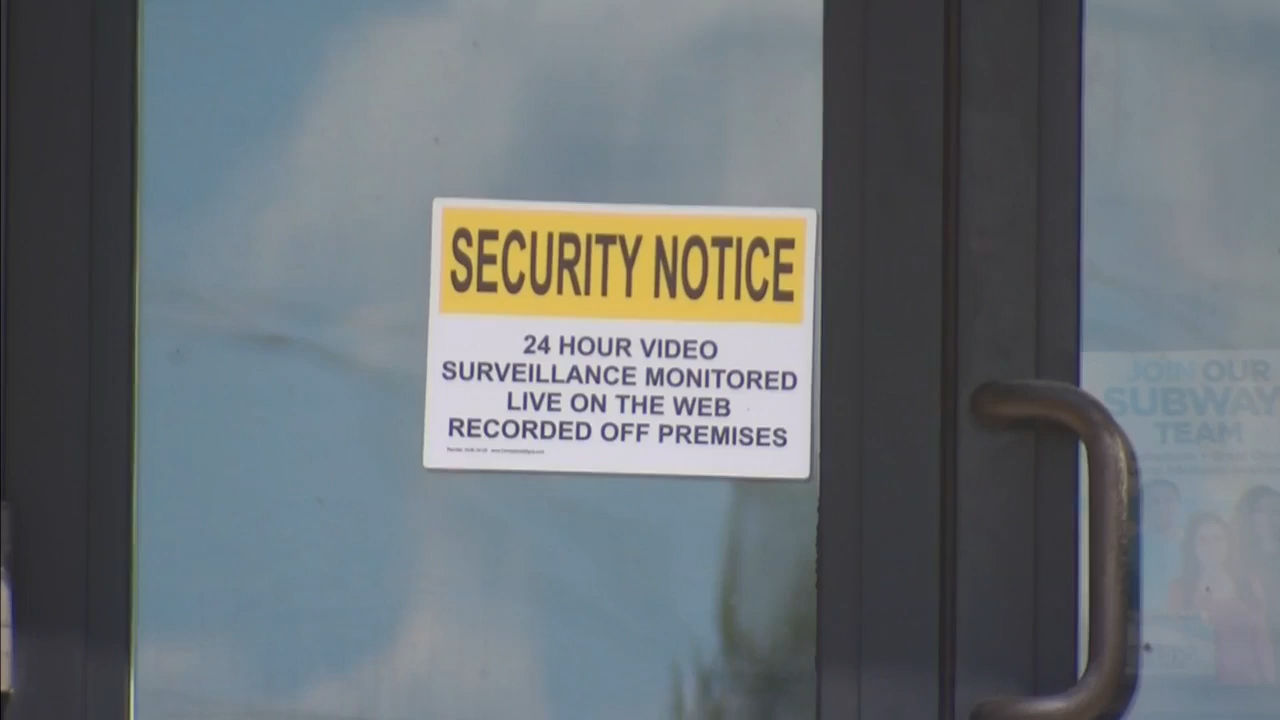 SECURITY NOTICE
24 HOUR VIDEO
SURVEILLANCE MONITORED
LIVE ON THE WEB
RECORDED OFF PREMISES
JOIN OUR
SUBWAY
TEAM